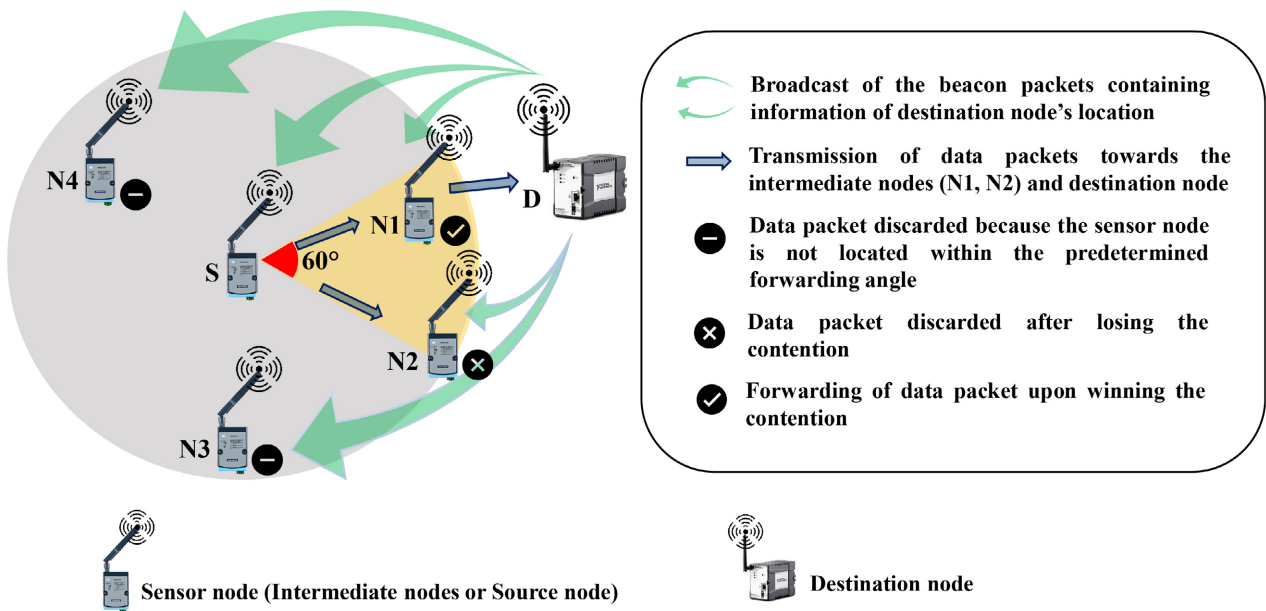 N4
S
60°
N1
D
N2
N3
Broadcast of the beacon packets containing
information of destination node's location
Transmission of data packets towards the
intermediate nodes (N1, N2) and destination node
Data packet discarded because the sensor node
is not located within the predetermined
forwarding angle
Data packet discarded after losing the
contention
Forwarding of data packet upon winning the
contention
Sensor node (Intermediate nodes or Source node)
Destination node